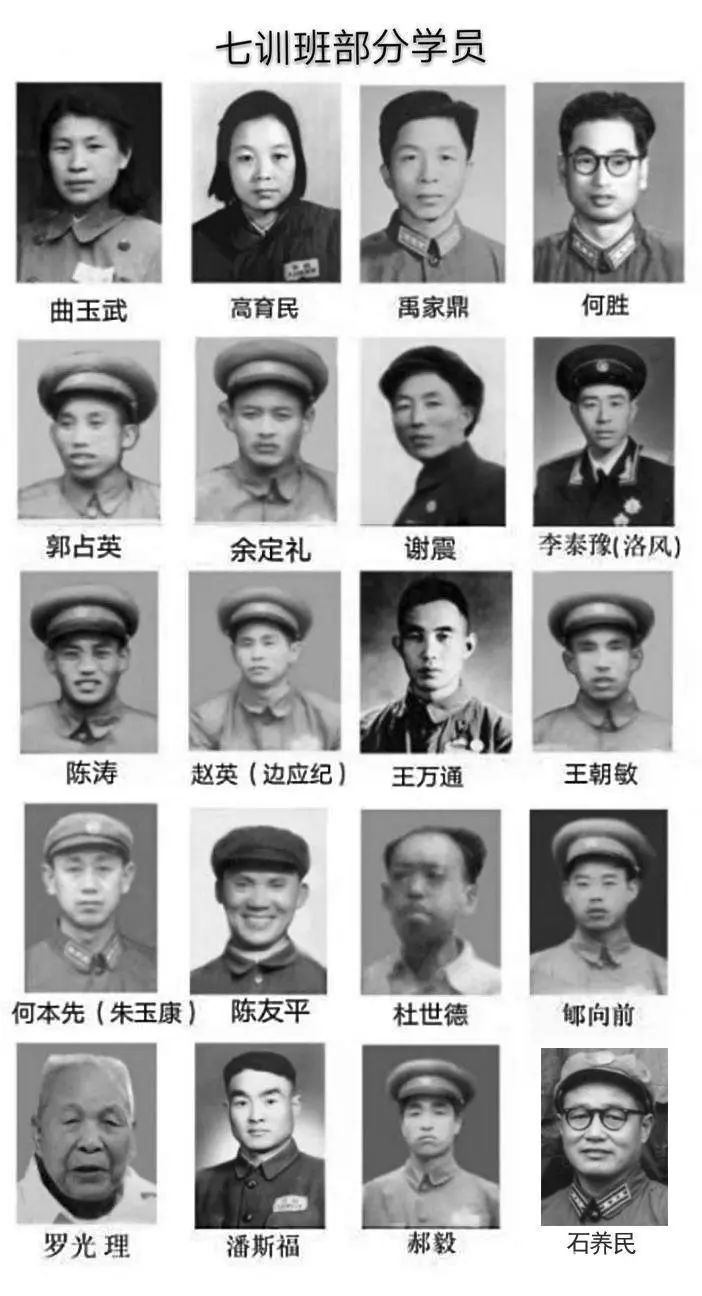 七训班部分学员
曲玉武 高育民 禹家鼎 何胜
郭占英 余定礼 谢震 李泰豫(洛风)
陈涛 赵英(边应纪) 王万通 王朝敏
何本先(朱玉康) 陈友平 杜世德 郇向前
罗光理 潘斯福 郝毅 石养民